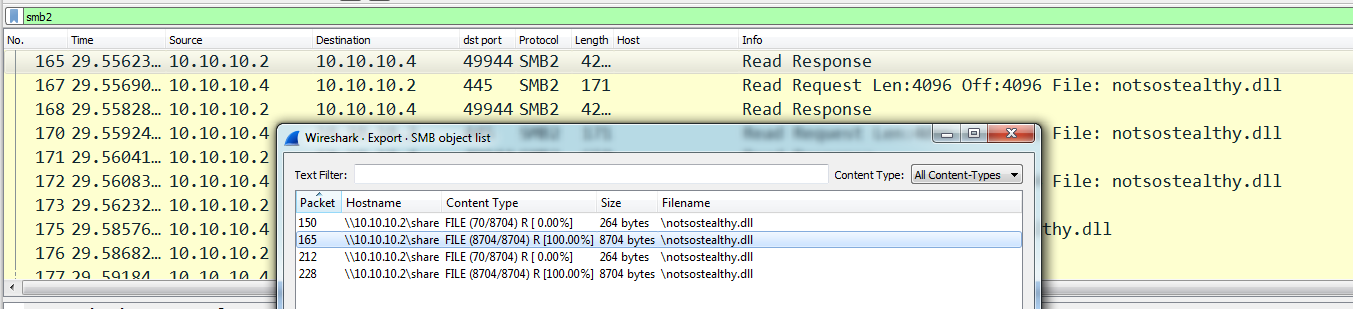 smb2
No. Time Source Destination dst port Protocol Length Host Info
165 29.55623... 10.10.10.2 10.10.10.4 49944 SMB2 42... Read Response
167 29.55690... 10.10.10.4 10.10.10.2 445 SMB2 171 Read Request Len:4096 Off:4096 File: notsostealthy.dll
168 29.55828... 10.10.10.2 10.10.10.4 49944 SMB2 42... Read Response
170 29.55924... 10.10.10.4 File: notsostealthy.dll
171 29.56041... 10.10.10.2
172 29.56083... 10.10.10.4 File: notsostealthy.dll
173 29.56232... 10.10.10.2
175 29.58576... 10.10.10.4 thy.dll
176 29.58682... 10.10.10.2
177 29.59184... 10.10.10.4
Wireshark · Export · SMB object list
Text Filter: Content Type: All Content-Types
Packet Hostname Content Type Size Filename
150 \\10.10.10.2\share FILE (70/8704) R [ 0.00%] 264 bytes \notsostealthy.dll
165 \\10.10.10.2\share FILE (8704/8704) R [100.00%] 8704 bytes \notsostealthy.dll
212 \\10.10.10.2\share FILE (70/8704) R [ 0.00%] 264 bytes \notsostealthy.dll
228 \\10.10.10.2\share FILE (8704/8704) R [100.00%] 8704 bytes \notsostealthy.dll